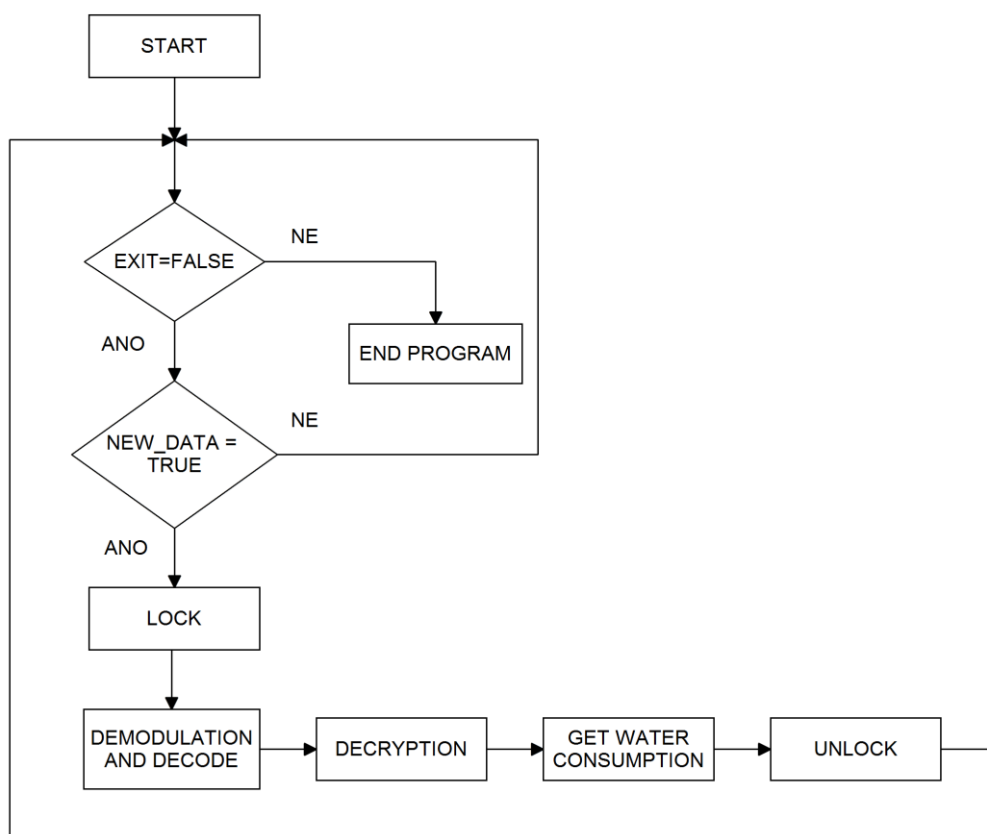 START
EXIT=FALSE
NE
ANO
END PROGRAM
NEW_DATA =
TRUE
NE
ANO
LOCK
DEMODULATION
AND DECODE
DECRYPTION
GET WATER
CONSUMPTION
UNLOCK